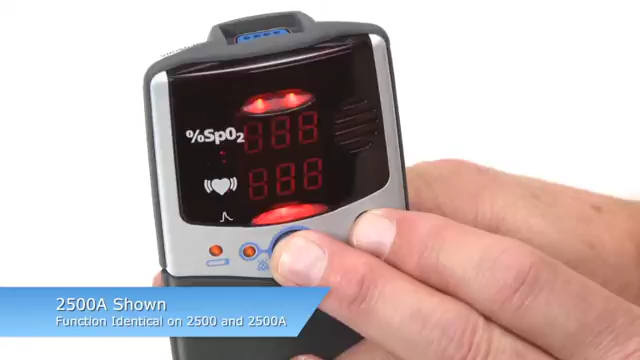 %SpO2
888
888
2500A Shown
Function Identical on 2500 and 2500A